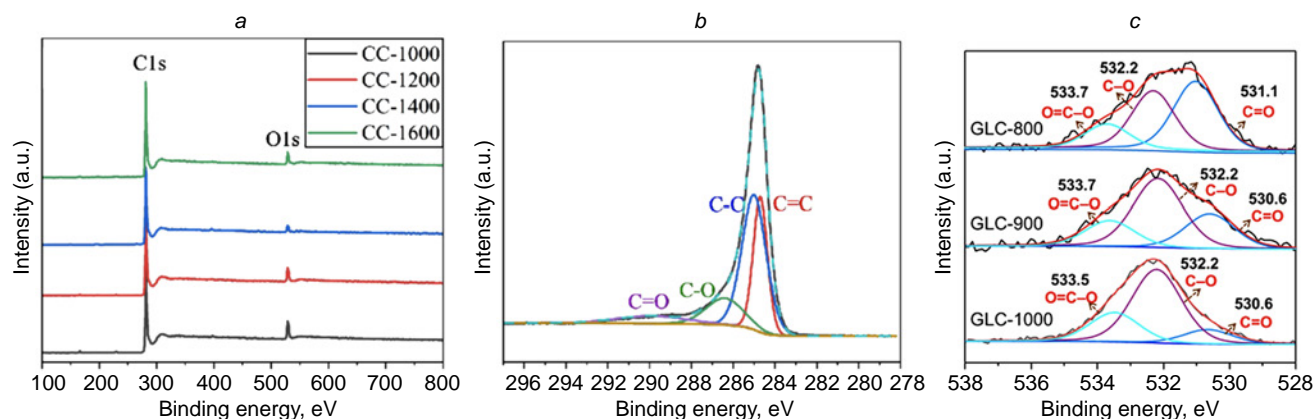 a
Intensity (a.u.)
C1s
O1s
CC-1000
CC-1200
CC-1400
CC-1600
100 200 300 400 500 600 700 800
Binding energy, eV
b
Intensity (a.u.)
C-C
C=C
C-O
C=O
296 294 292 290 288 286 284 282 280 278
Binding energy, eV
c
Intensity (a.u.)
532.2
C–O
533.7
O=C–O
531.1
C=O
GLC-800
533.7
O=C–O
532.2
C–O
530.6
C=O
GLC-900
533.5
O=C–O
532.2
C–O
530.6
C=O
GLC-1000
538 536 534 532 530 528
Binding energy, eV